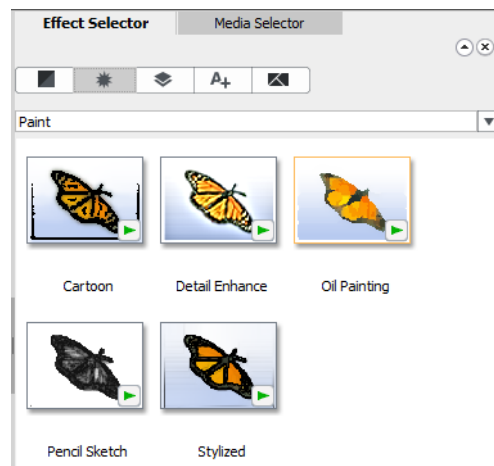 Effect Selector Media Selector
A+
Paint
Cartoon Detail Enhance Oil Painting
Pencil Sketch Stylized